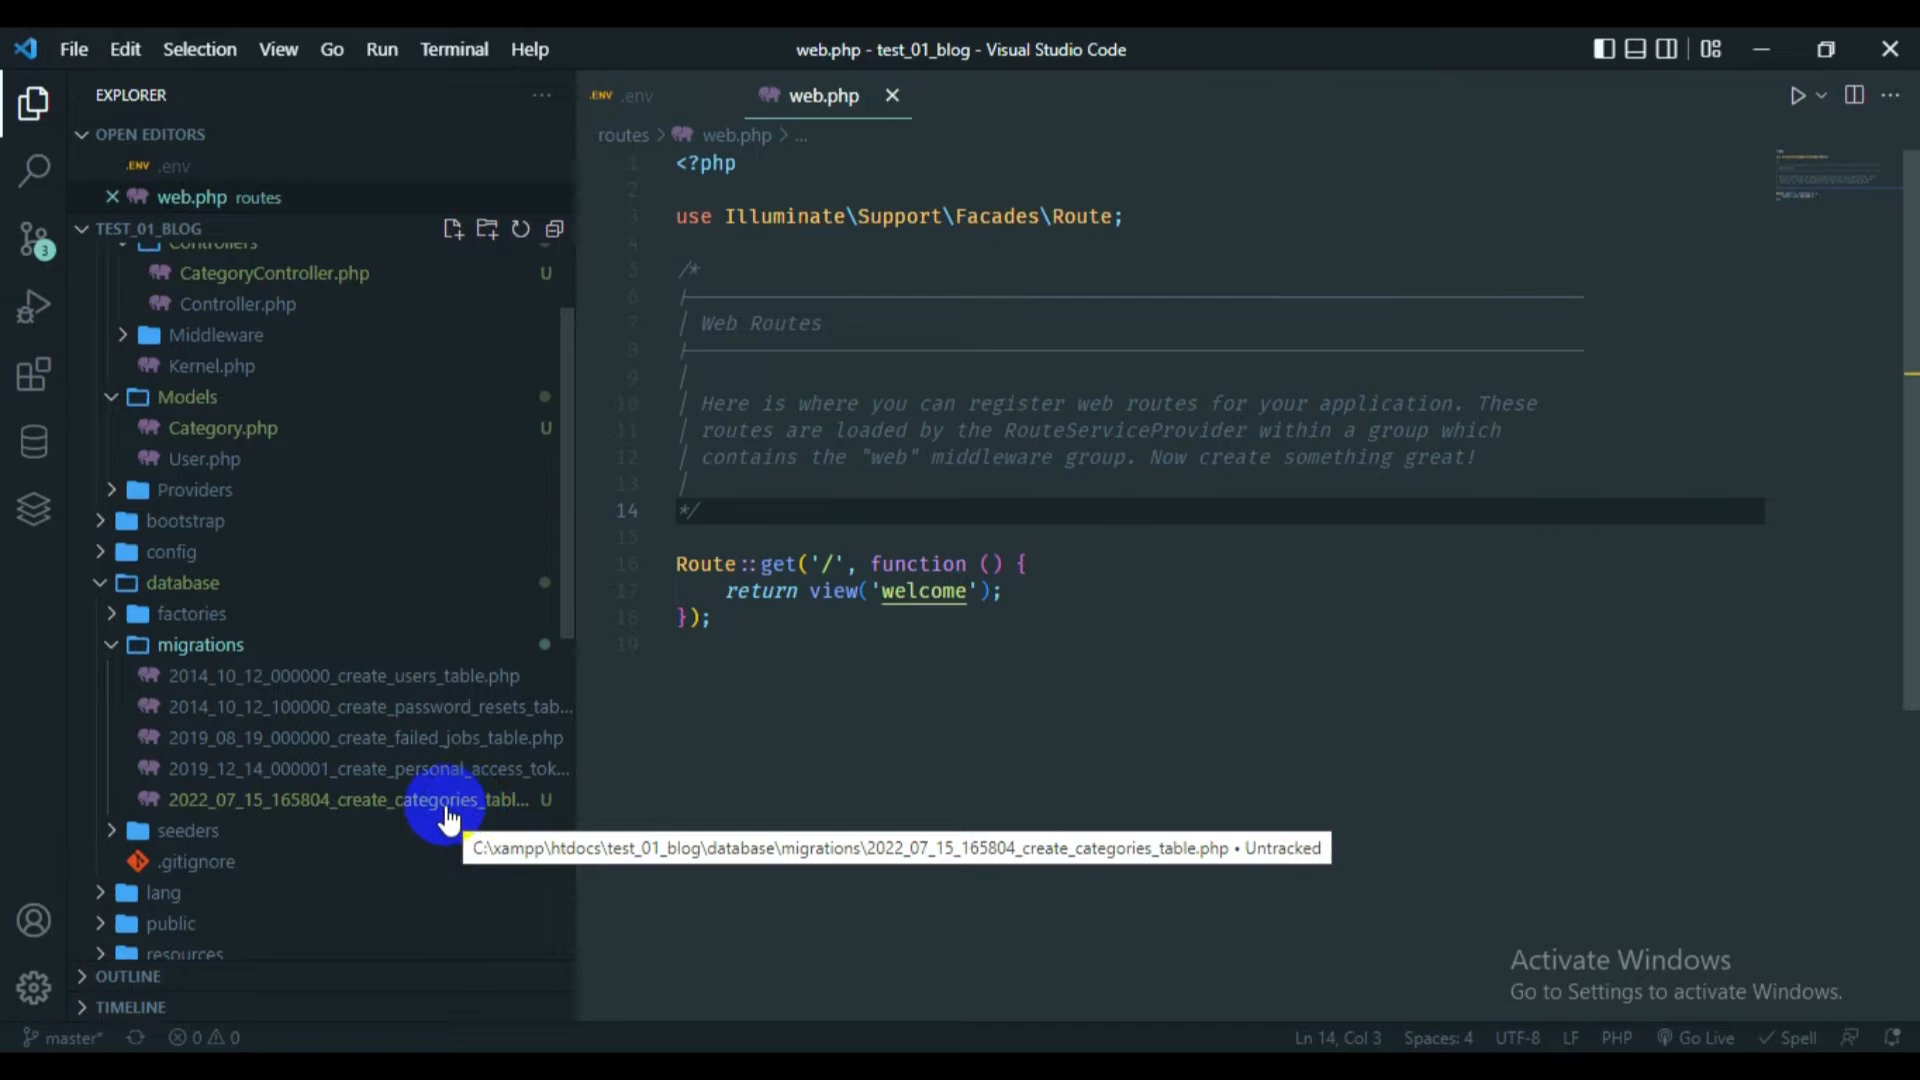 File Edit Selection View Go Run Terminal Help
web.php - test_01_blog - Visual Studio Code
EXPLORER
OPEN EDITORS
.ENV .env
web.php routes
TEST_01_BLOG
Controllers
CategoryController.php U
Controller.php
Middleware
Kernel.php
Models
Category.php U
User.php
Providers
bootstrap
config
database
factories
migrations
2014_10_12_000000_create_users_table.php
2014_10_12_100000_create_password_resets_tab...
2019_08_19_000000_create_failed_jobs_table.php
2019_12_14_000001_create_personal_access_tok...
2022_07_15_165804_create_categories_tabl... U
seeders
.gitignore
lang
public
resources
OUTLINE
TIMELINE
3
.ENV .env
web.php
routes > web.php > ...
1 <?php
2
3 use Illuminate\Support\Facades\Route;
4
5 /*
6 |--------------------------------------------------------------------------
7 | Web Routes
8 |--------------------------------------------------------------------------
9 |
10 | Here is where you can register web routes for your application. These
11 | routes are loaded by the RouteServiceProvider within a group which
12 | contains the "web" middleware group. Now create something great!
13 |
14 */
15
16 Route::get('/', function () {
17 return view('welcome');
18 });
19
C:\xampp\htdocs\test_01_blog\database\migrations\2022_07_15_165804_create_categories_table.php • Untracked
Activate Windows
Go to Settings to activate Windows.
master* 0 0
Ln 14, Col 3 Spaces: 4 UTF-8 LF PHP Go Live Spell